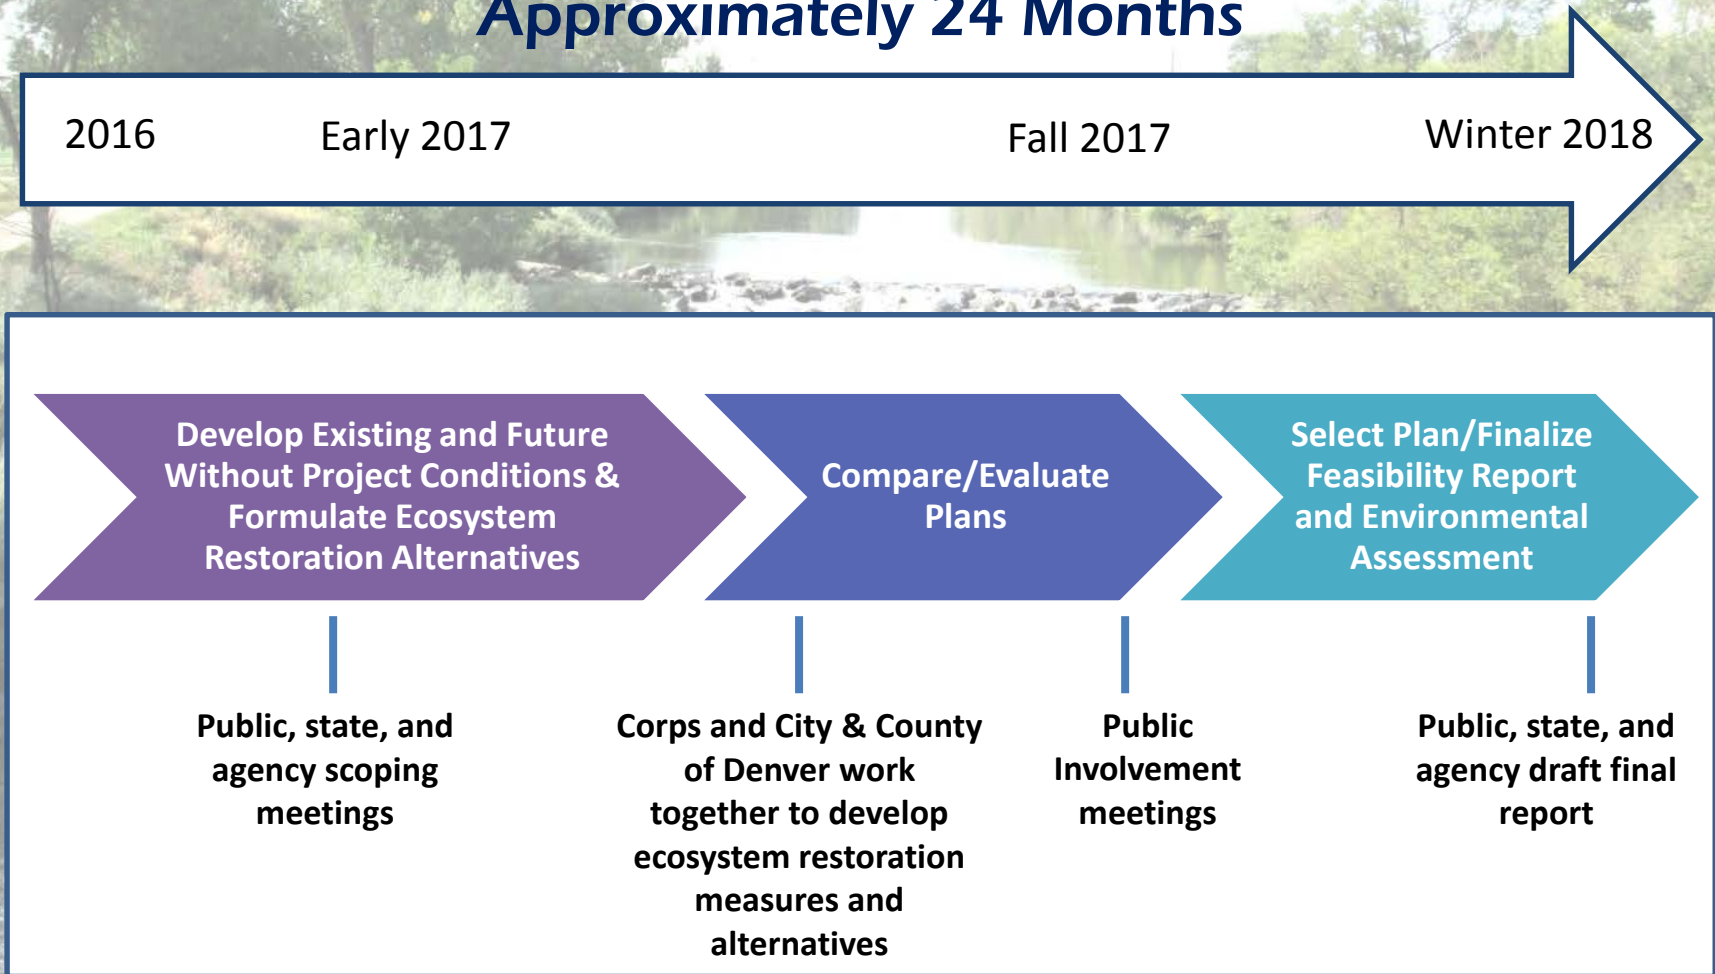 Approximately 24 Months
2016
Early 2017
Fall 2017
Winter 2018
Develop Existing and Future
Without Project Conditions &
Formulate Ecosystem
Restoration Alternatives
Compare/Evaluate
Plans
Select Plan/Finalize
Feasibility Report
and Environmental
Assessment
Public, state, and
agency scoping
meetings
Corps and City & County
of Denver work
together to develop
ecosystem restoration
measures and
alternatives
Public
Involvement
meetings
Public, state, and
agency draft final
report